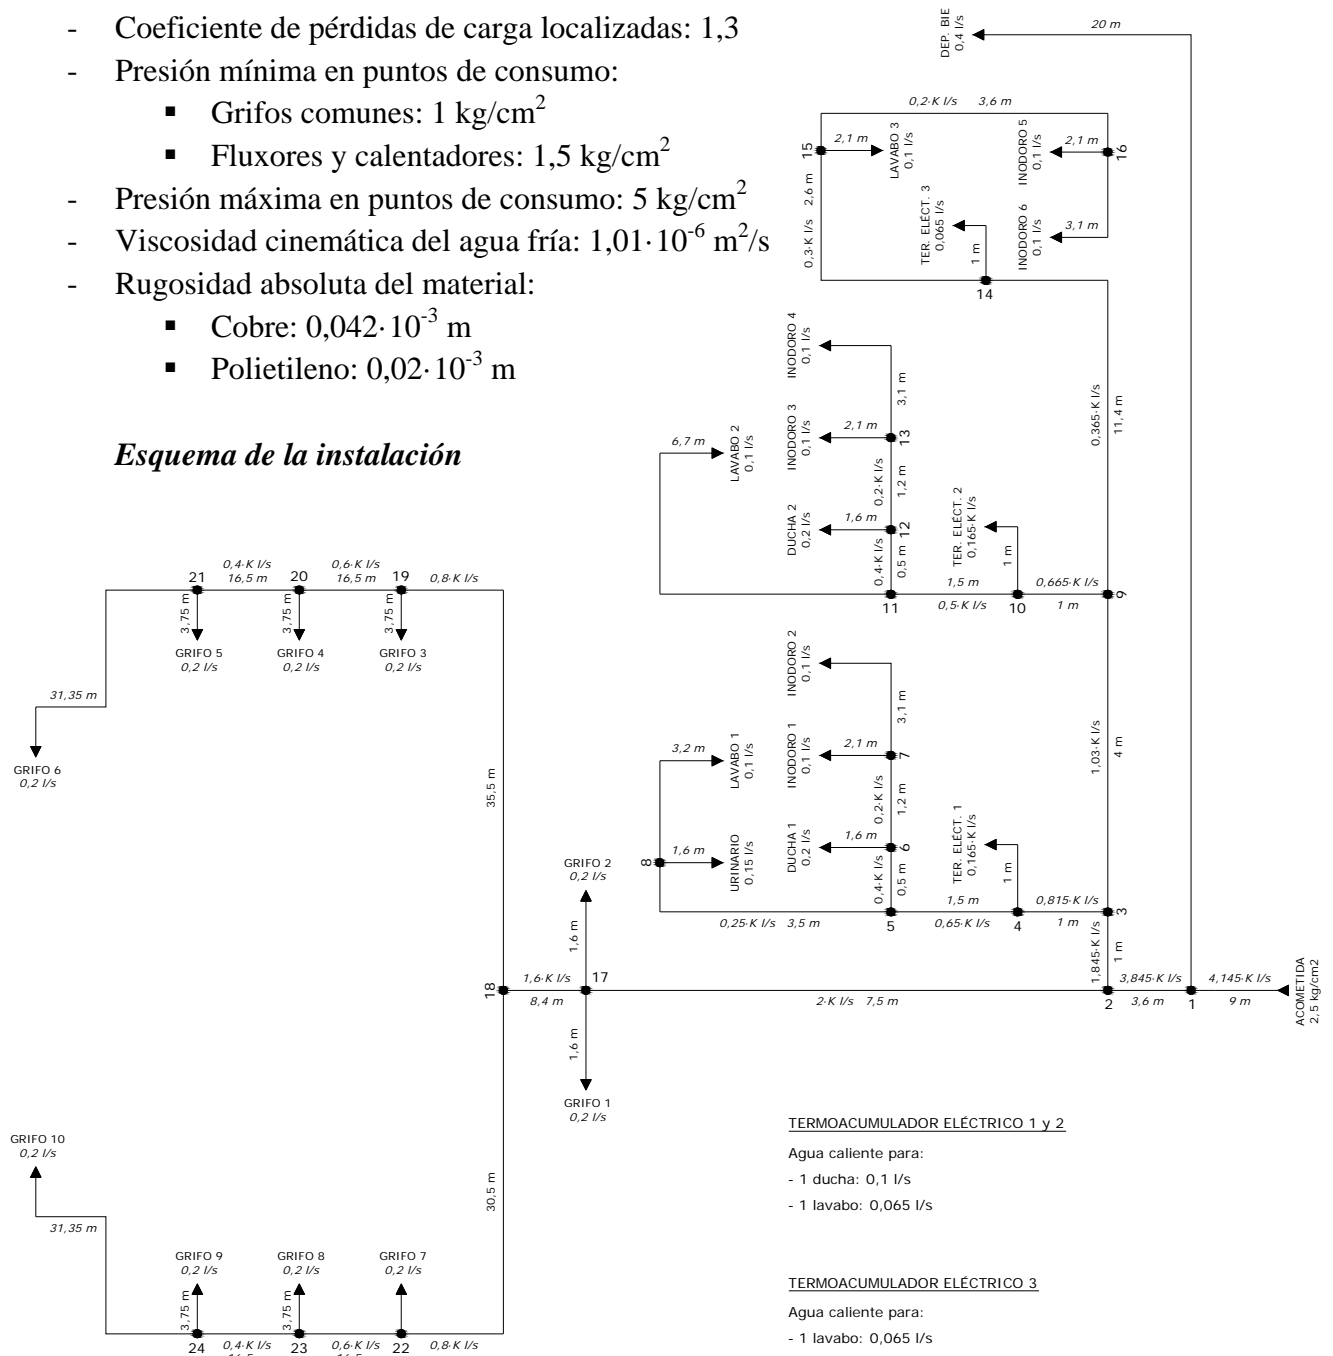 - Coeficiente de pérdidas de carga localizadas: 1,3
- Presión mínima en puntos de consumo:
▪ Grifos comunes: 1 kg/cm²
▪ Fluxores y calentadores: 1,5 kg/cm²
- Presión máxima en puntos de consumo: 5 kg/cm²
- Viscosidad cinemática del agua fría: 1,01·10⁻⁶ m²/s
- Rugosidad absoluta del material:
▪ Cobre: 0,042·10⁻³ m
▪ Polietileno: 0,02·10⁻³ m
Esquema de la instalación
DEP. BIE
0,4 l/s
20 m
0,2·K l/s 3,6 m
15
2,1 m
LAVABO 3
0,1 l/s
INODORO 5
0,1 l/s
2,1 m
16
2,6 m
0,3·K l/s
TER. ELÉCT. 3
0,065 l/s
1 m
INODORO 6
0,1 l/s
3,1 m
14
INODORO 4
0,1 l/s
3,1 m
0,365·K l/s
11,4 m
6,7 m
LAVABO 2
0,1 l/s
INODORO 3
0,1 l/s
2,1 m
13
0,2·K l/s
1,2 m
DUCHA 2
0,2 l/s
1,6 m
12
0,4·K l/s
0,5 m
TER. ELÉCT. 2
0,165·K l/s
1 m
11
1,5 m
0,5·K l/s
10
0,665·K l/s
1 m
9
21
0,4·K l/s
16,5 m
20
0,6·K l/s
16,5 m
19
0,8·K l/s
3,75 m
3,75 m
3,75 m
GRIFO 5
0,2 l/s
GRIFO 4
0,2 l/s
GRIFO 3
0,2 l/s
31,35 m
GRIFO 6
0,2 l/s
35,5 m
INODORO 2
0,1 l/s
3,1 m
3,2 m
LAVABO 1
0,1 l/s
INODORO 1
0,1 l/s
2,1 m
7
0,2·K l/s
1,2 m
1,03·K l/s
4 m
8
1,6 m
URINARIO
0,15 l/s
DUCHA 1
0,2 l/s
1,6 m
6
0,4·K l/s
0,5 m
TER. ELÉCT. 1
0,165·K l/s
1 m
0,25·K l/s 3,5 m
5
1,5 m
0,65·K l/s
4
0,815·K l/s
1 m
3
1,845·K l/s
1 m
GRIFO 2
0,2 l/s
1,6 m
18
1,6·K l/s
8,4 m
17
2·K l/s 7,5 m
2
3,845·K l/s
3,6 m
1
4,145·K l/s
9 m
ACOMETIDA
2,5 kg/cm2
1,6 m
GRIFO 1
0,2 l/s
GRIFO 10
0,2 l/s
31,35 m
30,5 m
GRIFO 9
0,2 l/s
GRIFO 8
0,2 l/s
GRIFO 7
0,2 l/s
3,75 m
3,75 m
24
0,4·K l/s
16,5
23
0,6·K l/s
16,5
22
0,8·K l/s
TERMOACUMULADOR ELÉCTRICO 1 y 2
Agua caliente para:
- 1 ducha: 0,1 l/s
- 1 lavabo: 0,065 l/s
TERMOACUMULADOR ELÉCTRICO 3
Agua caliente para:
- 1 lavabo: 0,065 l/s